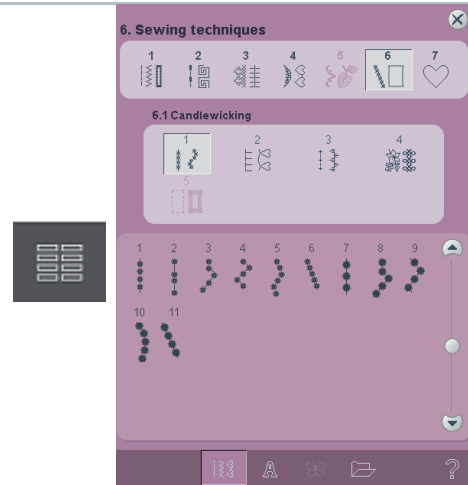 6. Sewing techniques
1 2 3 4 5 6 7
6.1 Candlewicking
1 2 3 4
5
1 2 3 4 5 6 7 8 9
10 11
A ?